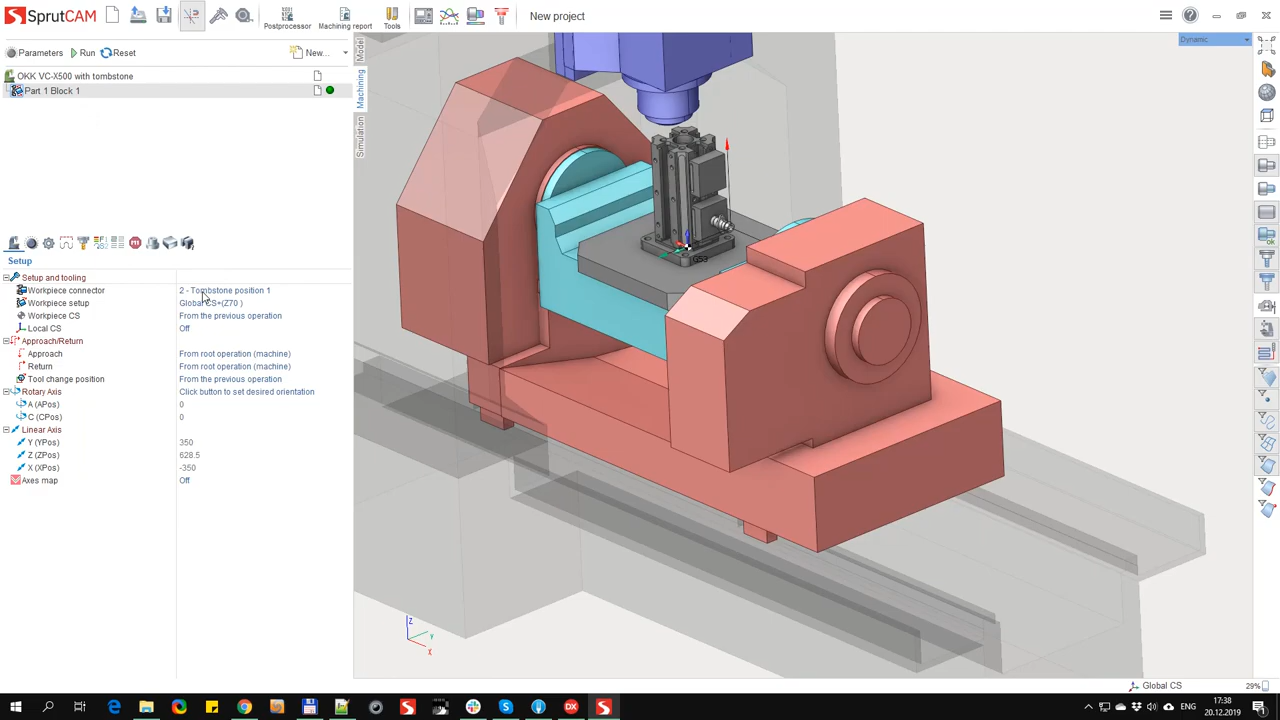 SprutCAM
Postprocessor
Machining report
Tools
New project
Parameters
Run
Reset
New...
OKK VC-X500 with tombstone
Part 1 Block 1
Model
Machining
Simulation
Dynamic
Setup
Setup and tooling
Workpiece connector 2 - Tombstone position 1
Workpiece setup Global CS+(Z70 )
Workpiece CS From the previous operation
Local CS Off
Approach/Return
Approach From root operation (machine)
Return From root operation (machine)
Tool change position From the previous operation
Rotary Axis Click button to set desired orientation
A (APos) 0
C (CPos) 0
Linear Axis
Y (YPos) 350
Z (ZPos) 628.5
X (XPos) -350
Axes map Off
G53
Z
Y
X
Global CS
29%
ENG
17:38
20.12.2019